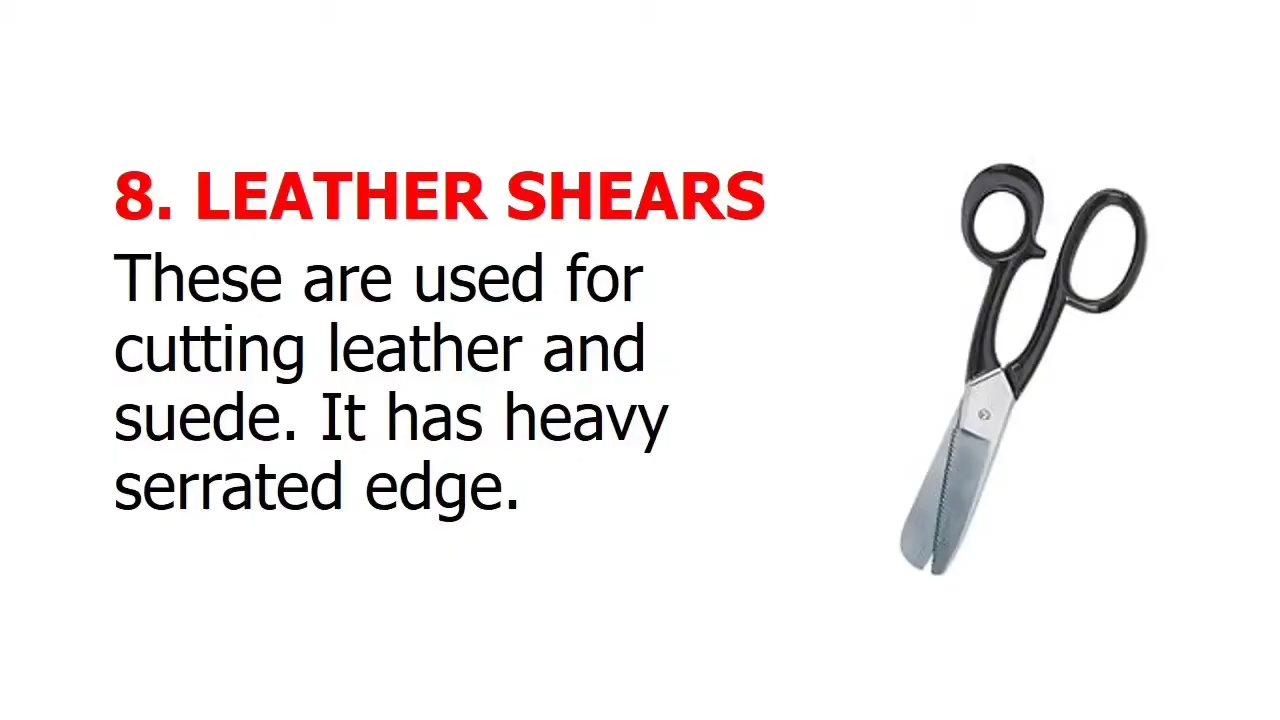 8. LEATHER SHEARS
These are used for
cutting leather and
suede. It has heavy
serrated edge.